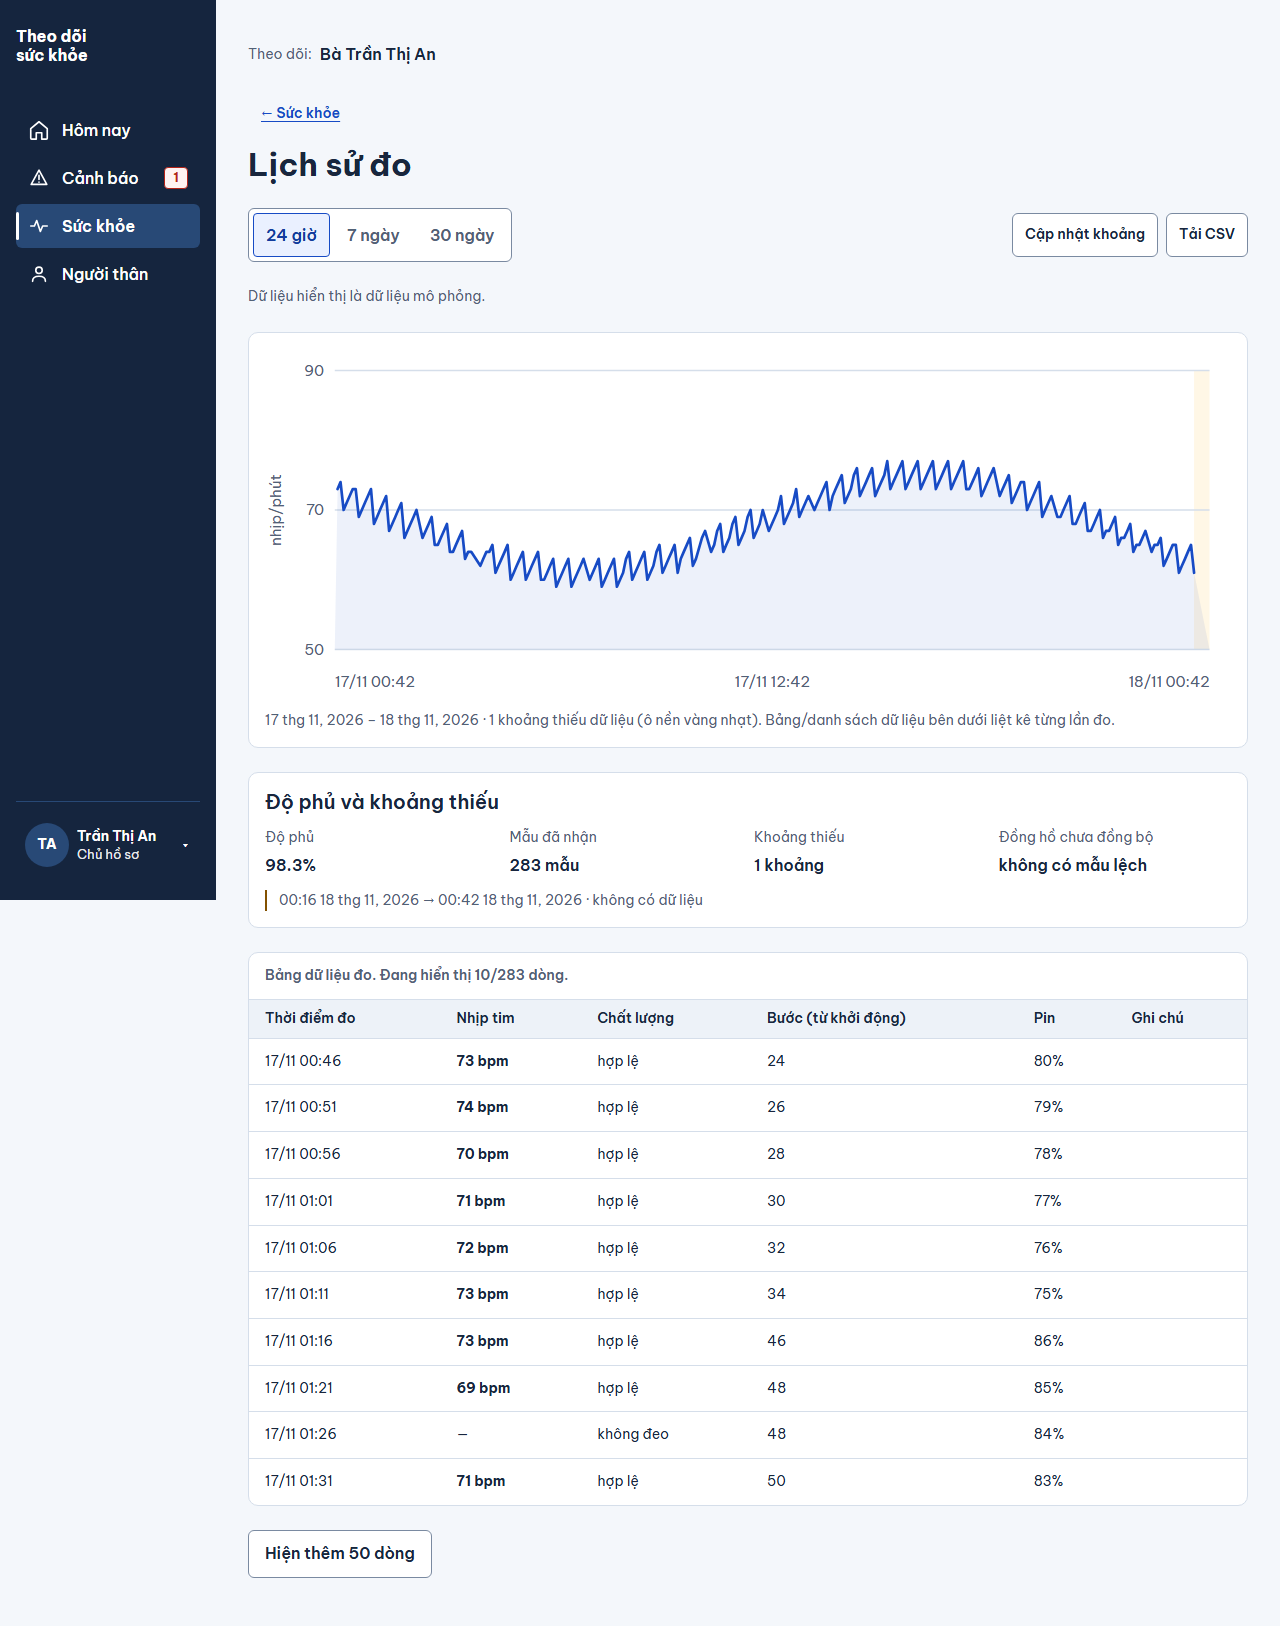 Theo dõi
sức khỏe
Hôm nay
Cảnh báo 1
Sức khỏe
Người thân
TA
Trần Thị An
Chủ hồ sơ
Theo dõi: Bà Trần Thị An
← Sức khỏe
Lịch sử đo
24 giờ 7 ngày 30 ngày
Cập nhật khoảng Tải CSV
Dữ liệu hiển thị là dữ liệu mô phỏng.
90
70
50
nhịp/phút
17/11 00:42 17/11 12:42 18/11 00:42
17 thg 11, 2026 – 18 thg 11, 2026 · 1 khoảng thiếu dữ liệu (ô nền vàng nhạt). Bảng/danh sách dữ liệu bên dưới liệt kê từng lần đo.
Độ phủ và khoảng thiếu
Độ phủ Mẫu đã nhận Khoảng thiếu Đồng hồ chưa đồng bộ
98.3% 283 mẫu 1 khoảng không có mẫu lệch
00:16 18 thg 11, 2026 → 00:42 18 thg 11, 2026 · không có dữ liệu
Bảng dữ liệu đo. Đang hiển thị 10/283 dòng.
Thời điểm đo Nhịp tim Chất lượng Bước (từ khởi động) Pin Ghi chú
17/11 00:46 73 bpm hợp lệ 24 80%
17/11 00:51 74 bpm hợp lệ 26 79%
17/11 00:56 70 bpm hợp lệ 28 78%
17/11 01:01 71 bpm hợp lệ 30 77%
17/11 01:06 72 bpm hợp lệ 32 76%
17/11 01:11 73 bpm hợp lệ 34 75%
17/11 01:16 73 bpm hợp lệ 46 86%
17/11 01:21 69 bpm hợp lệ 48 85%
17/11 01:26 — không đeo 48 84%
17/11 01:31 71 bpm hợp lệ 50 83%
Hiện thêm 50 dòng